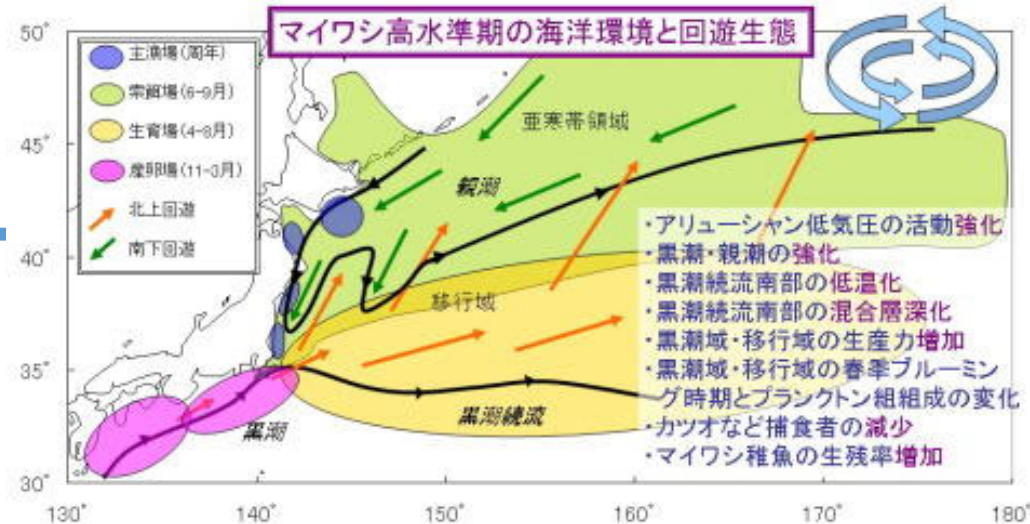 マイワシ高水準期の海洋環境と回遊生態
50°
45°
40°
35°
30°
130°
140°
150°
160°
170°
180°
主漁場(周年)
索餌場(6-9月)
生育場(4-8月)
産卵場(11-3月)
北上回遊
南下回遊
亜寒帯領域
親潮
移行域
黒潮
黒潮続流
・アリューシャン低気圧の活動強化
・黒潮・親潮の強化
・黒潮続流南部の低温化
・黒潮続流南部の混合層深化
・黒潮域・移行域の生産力増加
・黒潮域・移行域の春季ブルーミン
グ時期とプランクトン組組成の変化
・カツオなど捕食者の減少
・マイワシ稚魚の生残率増加